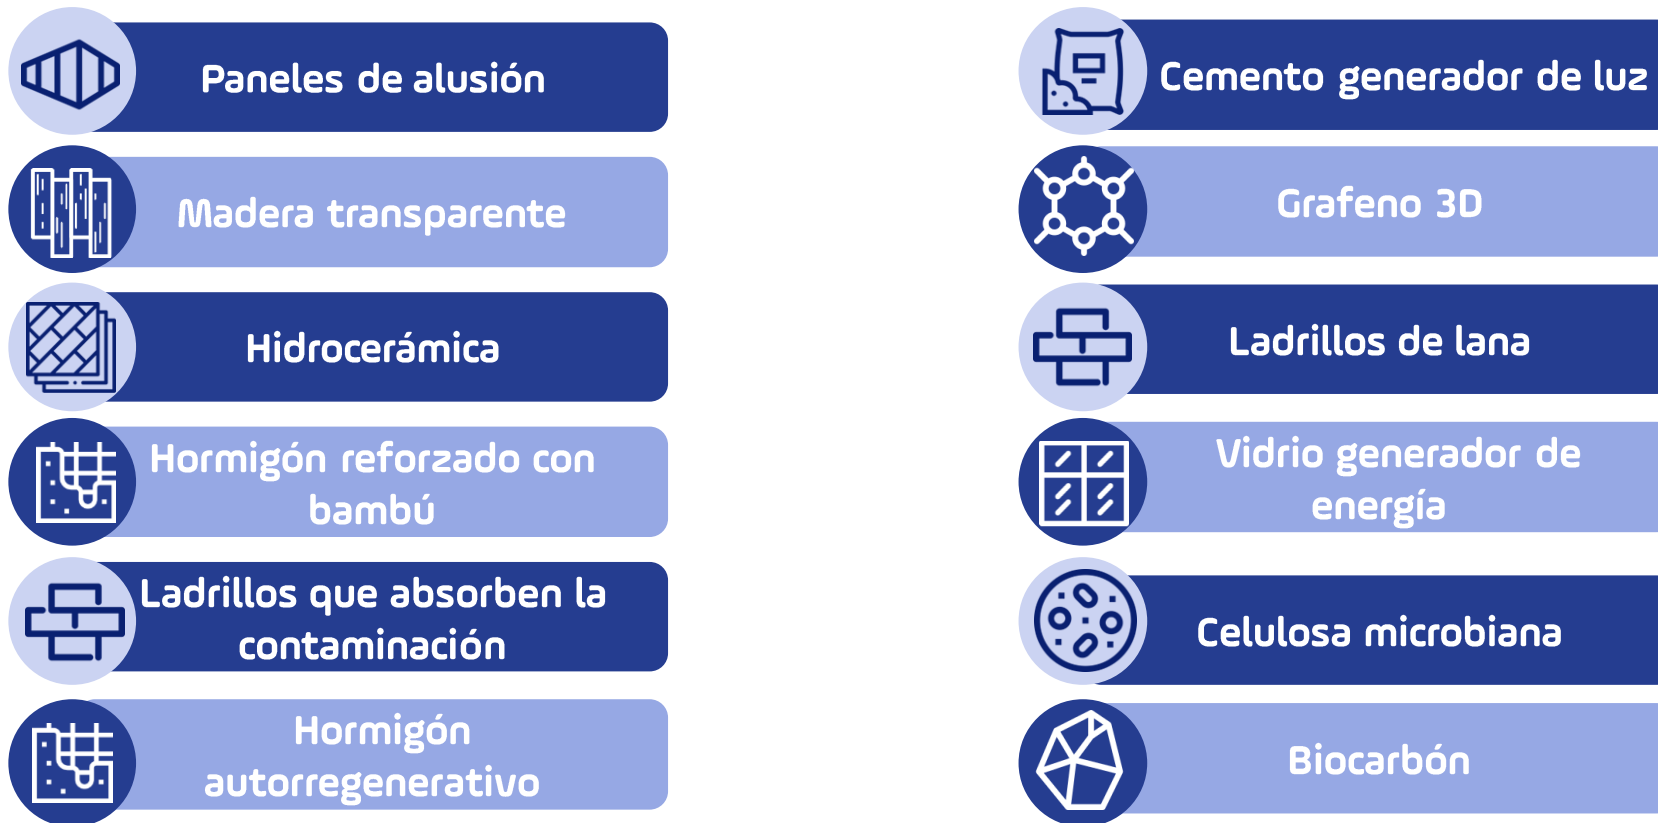 Paneles de alusión
Madera transparente
Hidrocerámica
Hormigón reforzado con
bambú
Ladrillos que absorben la
contaminación
Hormigón
autorregenerativo
Cemento generador de luz
Grafeno 3D
Ladrillos de lana
Vidrio generador de
energía
Celulosa microbiana
Biocarbón